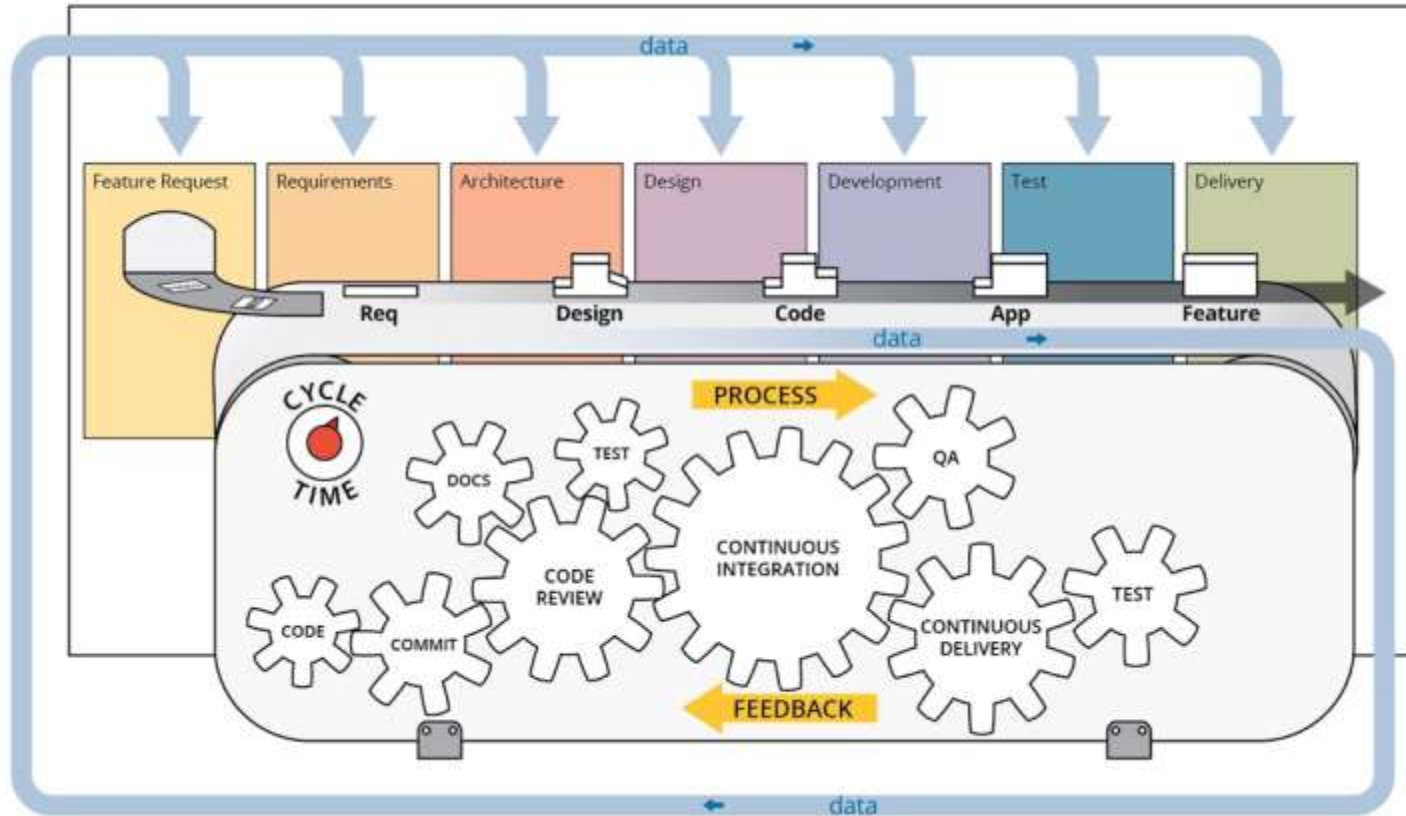 data
Feature Request
Requirements
Architecture
Design
Development
Test
Delivery
Req
Design
Code
App
Feature
data
CYCLE
TIME
PROCESS
DOCS
TEST
QA
CODE
REVIEW
CONTINUOUS
INTEGRATION
CODE
COMMIT
CONTINUOUS
DELIVERY
TEST
FEEDBACK
data